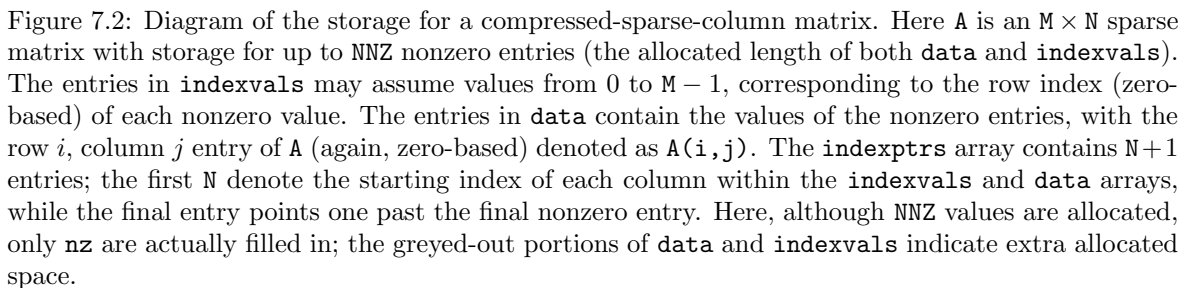 Figure 7.2: Diagram of the storage for a compressed-sparse-column matrix. Here A is an M × N sparse
matrix with storage for up to NNZ nonzero entries (the allocated length of both data and indexvals).
The entries in indexvals may assume values from 0 to M − 1, corresponding to the row index (zero-
based) of each nonzero value. The entries in data contain the values of the nonzero entries, with the
row i, column j entry of A (again, zero-based) denoted as A(i,j). The indexptrs array contains N+1
entries; the first N denote the starting index of each column within the indexvals and data arrays,
while the final entry points one past the final nonzero entry. Here, although NNZ values are allocated,
only nz are actually filled in; the greyed-out portions of data and indexvals indicate extra allocated
space.